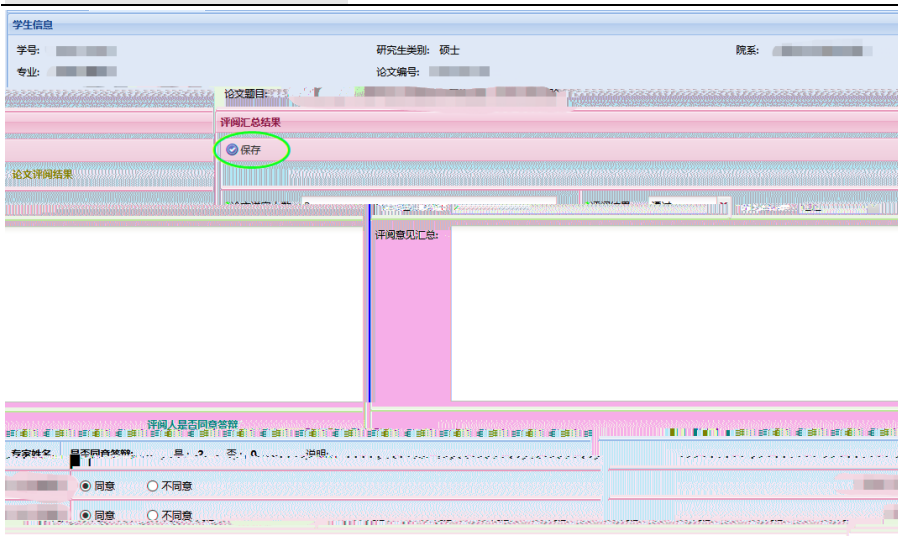 学生信息
学号: 研究生类别: 硕士 院系:
专业: 论文编号:
论文题目:
评阅汇总结果
保存
论文评阅结果
评阅意见汇总:
评阅人是否同意答辩
专家姓名 是否同意答辩: 是: 2, 否: 0, 说明:
同意 不同意
同意 不同意